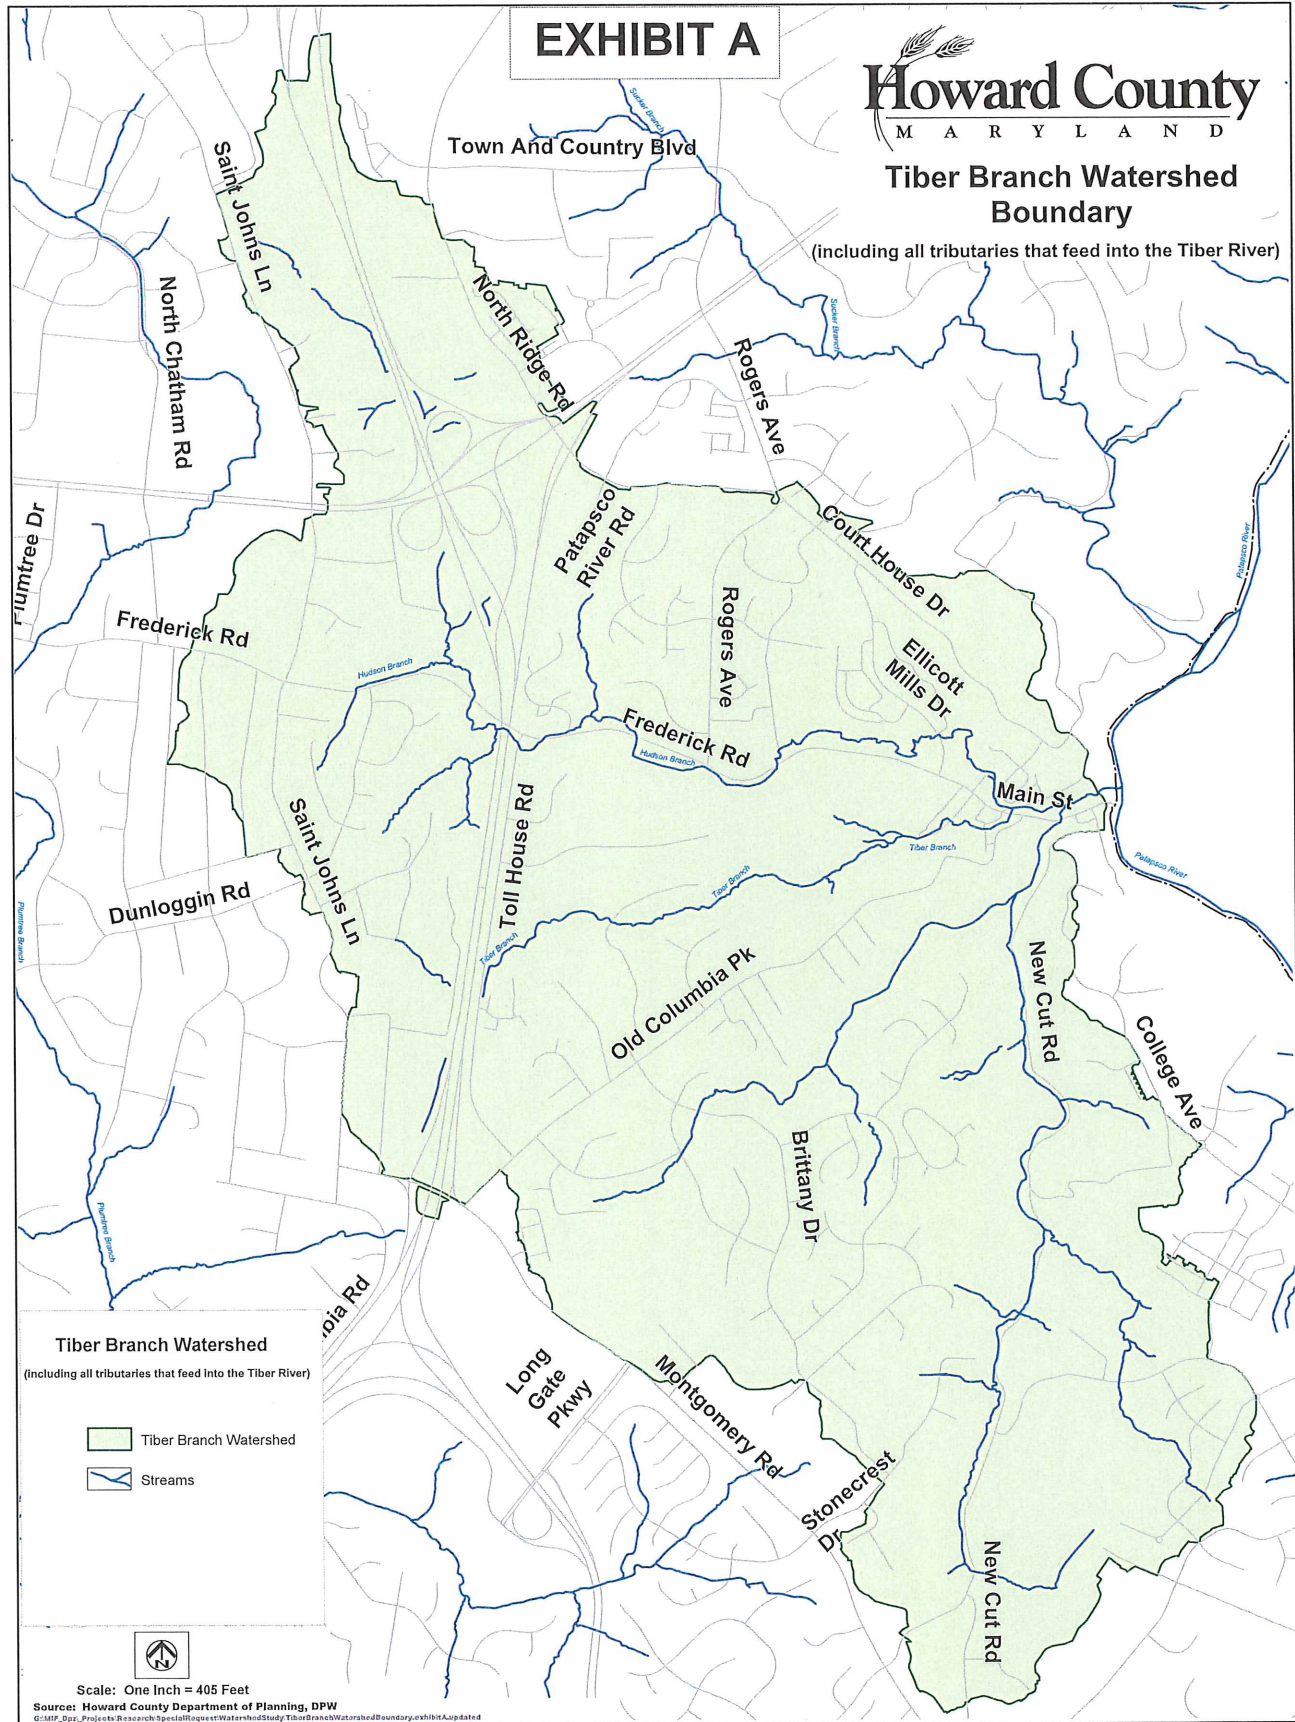 EXHIBIT A
Howard County
MARYLAND
Tiber Branch Watershed
Boundary
(including all tributaries that feed into the Tiber River)
Sucker Branch
Town And Country Blvd
Saint Johns Ln
North Chatham Rd
North Ridge Rd
Sucker Branch
Rogers Ave
Plumtree Dr
Patapsco
River Rd
Court House Dr
Patapsco River
Frederick Rd
Rogers Ave
Ellicott
Mills Dr
Hudson Branch
Frederick Rd
Hudson Branch
Main St
Saint Johns Ln
Toll House Rd
Tiber Branch
Patapsco River
Dunloggin Rd
Tiber Branch
Plumtree Branch
Tiber Branch
Old Columbia Pk
New Cut Rd
College Ave
Brittany Dr
Plumtree Branch
bia Rd
Long
Gate
Pkwy
Montgomery Rd
Stonecrest
Dr
New Cut Rd
Tiber Branch Watershed
(including all tributaries that feed into the Tiber River)
Tiber Branch Watershed
Streams
N
Scale: One Inch = 405 Feet
Source: Howard County Department of Planning, DPW